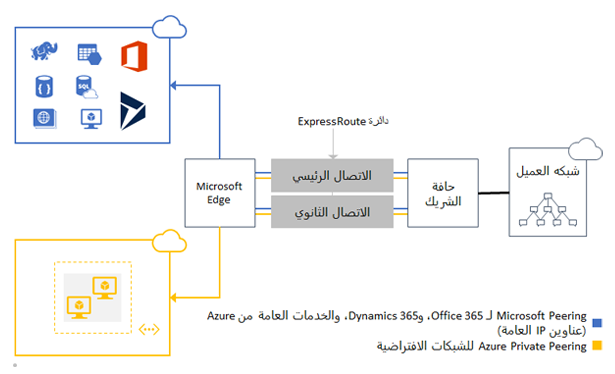 دائرة ExpressRoute
Microsoft
Edge
الاتصال الرئيسي
الاتصال الثانوي
حافة
الشريك
شبكه العميل
SQL
Microsoft Peering لـ Office 365، وDynamics 365، والخدمات العامة من Azure
(عناوين IP العامة)
Azure Private Peering للشبكات الافتراضية